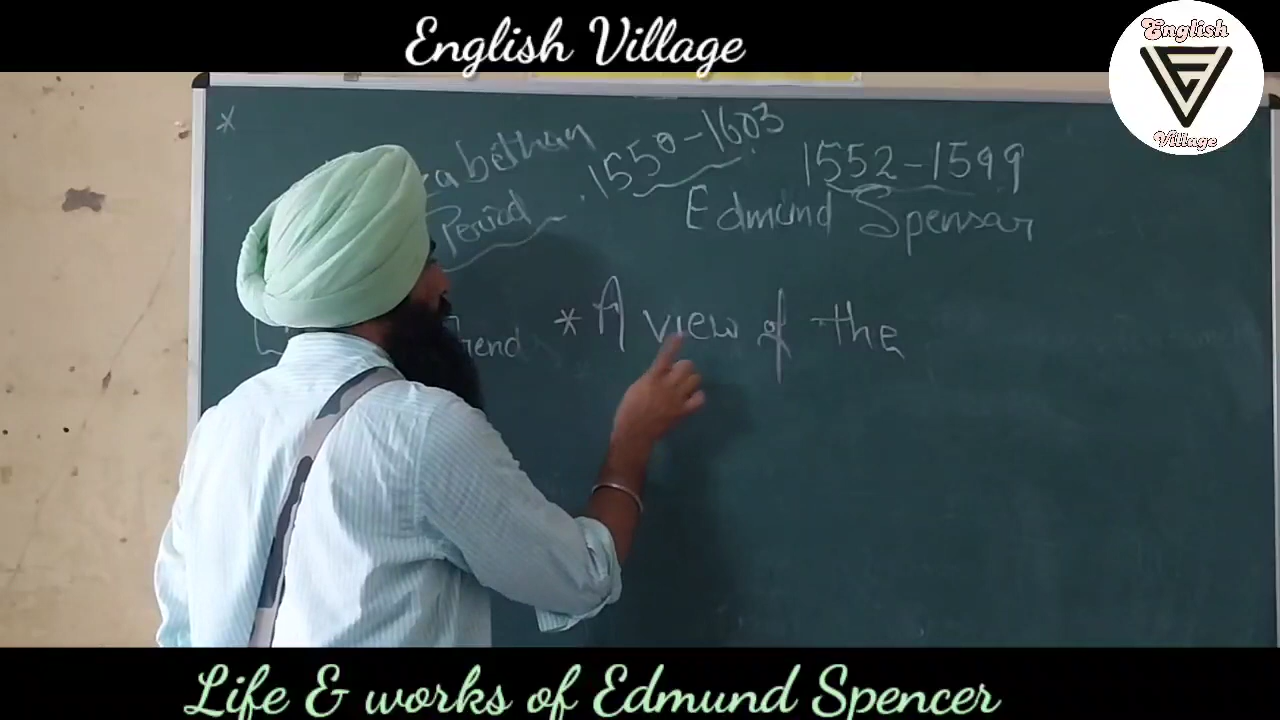 English Village
English
Village
*
Period
1550-1603
1552-1599
Edmund Spensar
* A view of the
Life & works of Edmund Spencer